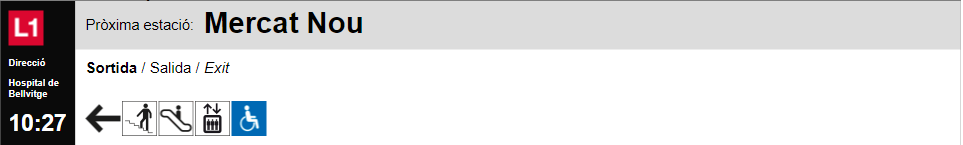 L1
Direcció
Hospital de
Bellvitge
10:27
Pròxima estació: Mercat Nou
Sortida / Salida / Exit